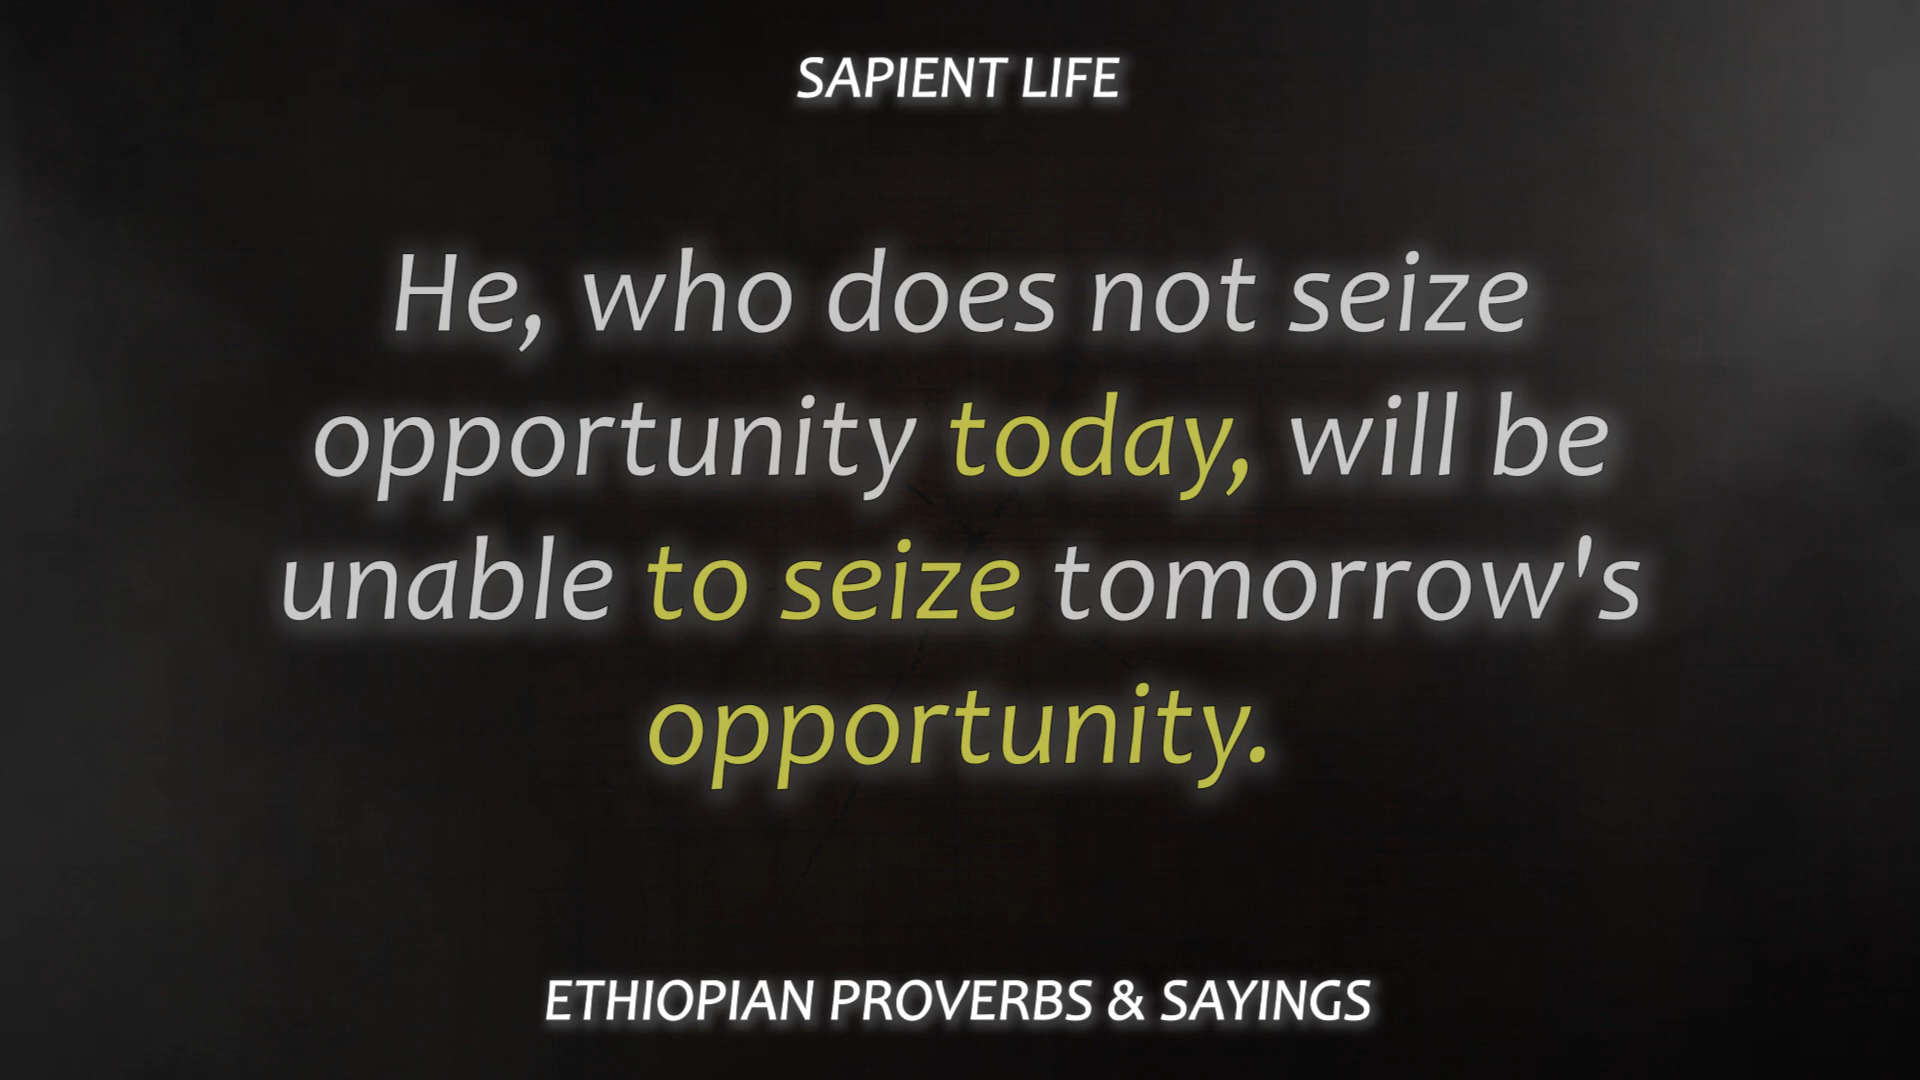 SAPIENT LIFE
He, who does not seize
opportunity today, will be
unable to seize tomorrow's
opportunity.
ETHIOPIAN PROVERBS & SAYINGS